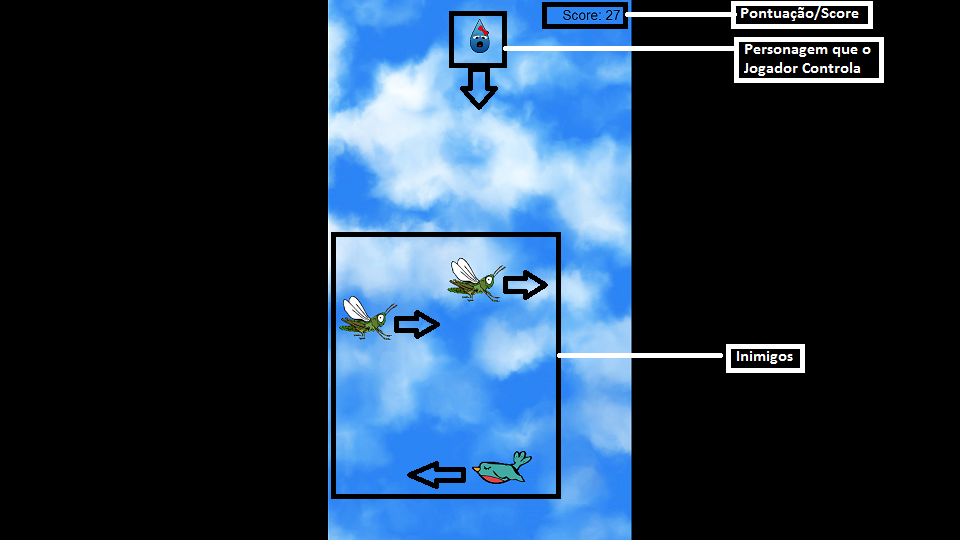 Score: 27
Pontuação/Score
Personagem que o
Jogador Controla
Inimigos